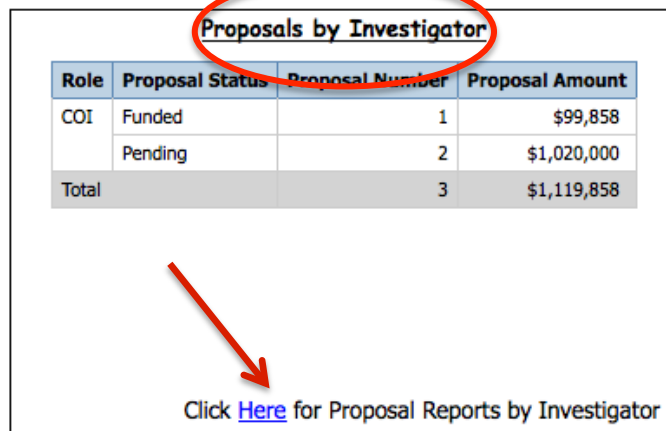 Proposals by Investigator
Role Proposal Status Proposal Number Proposal Amount
COI Funded 1 $99,858
Pending 2 $1,020,000
Total 3 $1,119,858
Click Here for Proposal Reports by Investigator